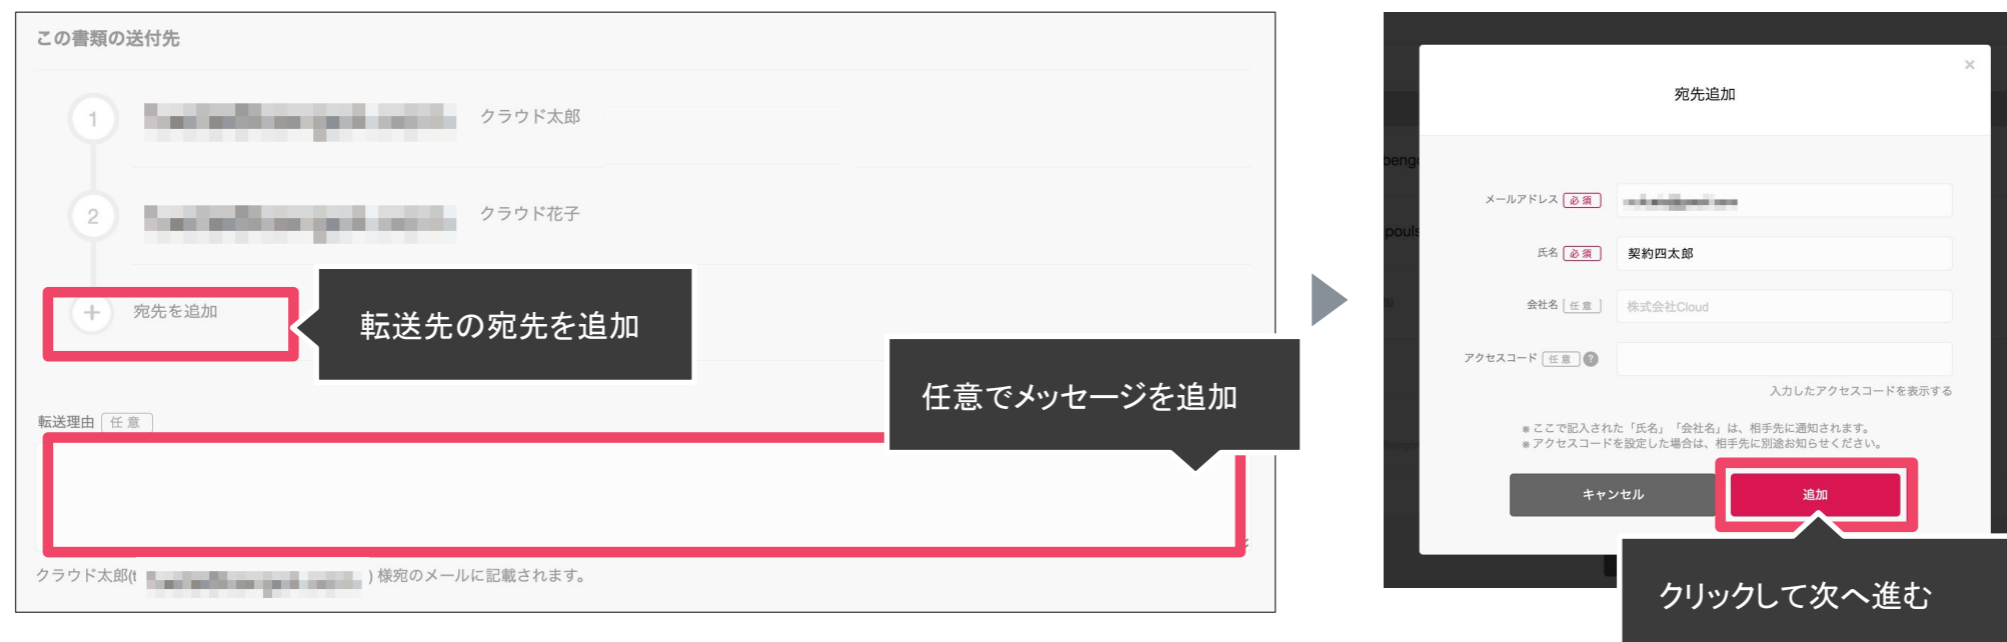 この書類の送付先
1
クラウド太郎
2
クラウド花子
+ 宛先を追加
転送先の宛先を追加
任意でメッセージを追加
転送理由 任意
クラウド太郎(t
) 様宛のメールに記載されます。
×
宛先追加
メールアドレス 必須
氏名 必須 契約四太郎
会社名 任意 株式会社Cloud
アクセスコード 任意 ?
入力したアクセスコードを表示する
※ここで記入された「氏名」「会社名」は、相手先に通知されます。
※アクセスコードを設定した場合は、相手先に別途お知らせください。
キャンセル
追加
クリックして次へ進む